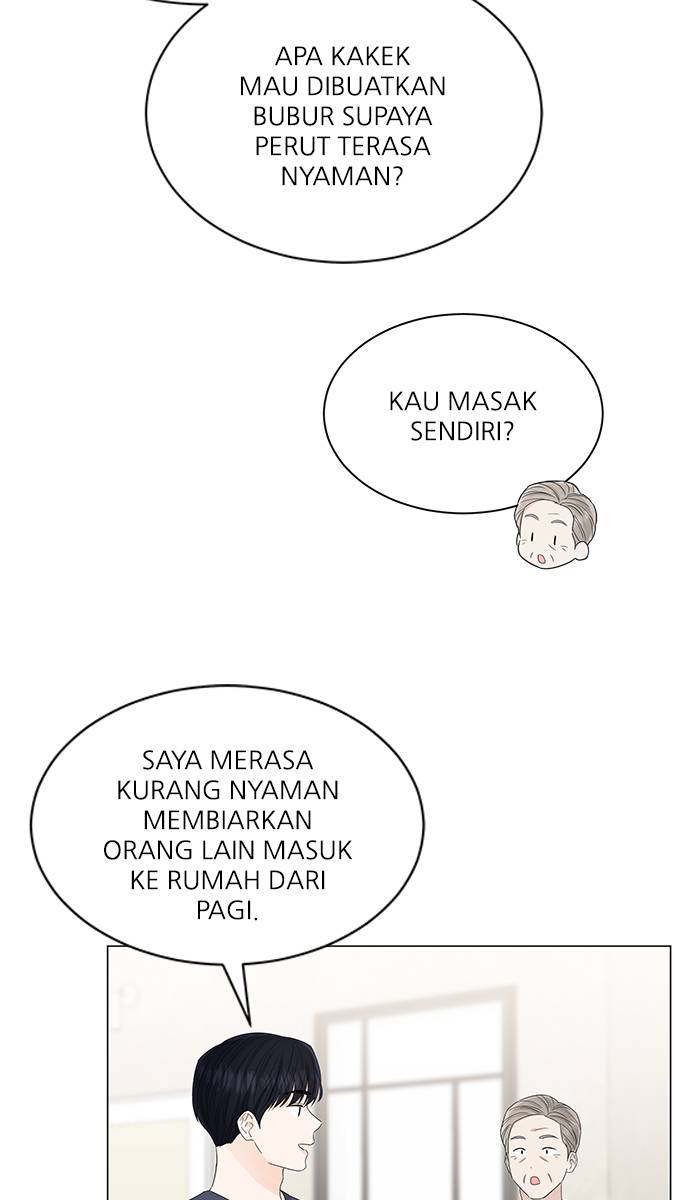 APA KAKEK
MAU DIBUATKAN
BUBUR SUPAYA
PERUT TERASA
NYAMAN?
KAU MASAK
SENDIRI?
SAYA MERASA
KURANG NYAMAN
MEMBIARKAN
ORANG LAIN MASUK
KE RUMAH DARI
PAGI.